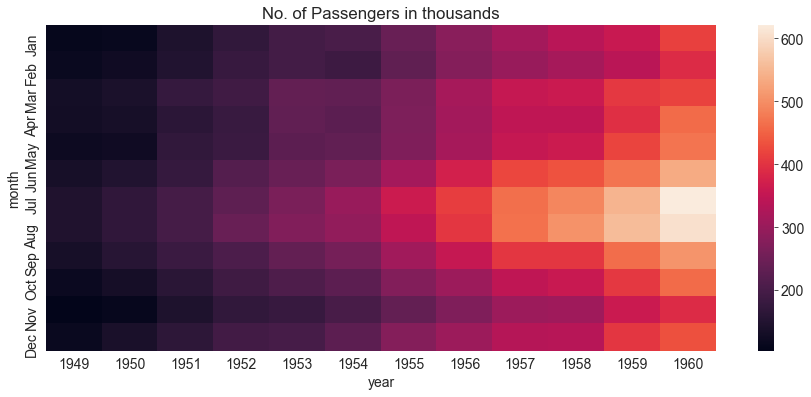 No. of Passengers in thousands
month
Jan
Feb
Mar
Apr
May
Jun
Jul
Aug
Sep
Oct
Nov
Dec
1949 1950 1951 1952 1953 1954 1955 1956 1957 1958 1959 1960
year
600
500
400
300
200